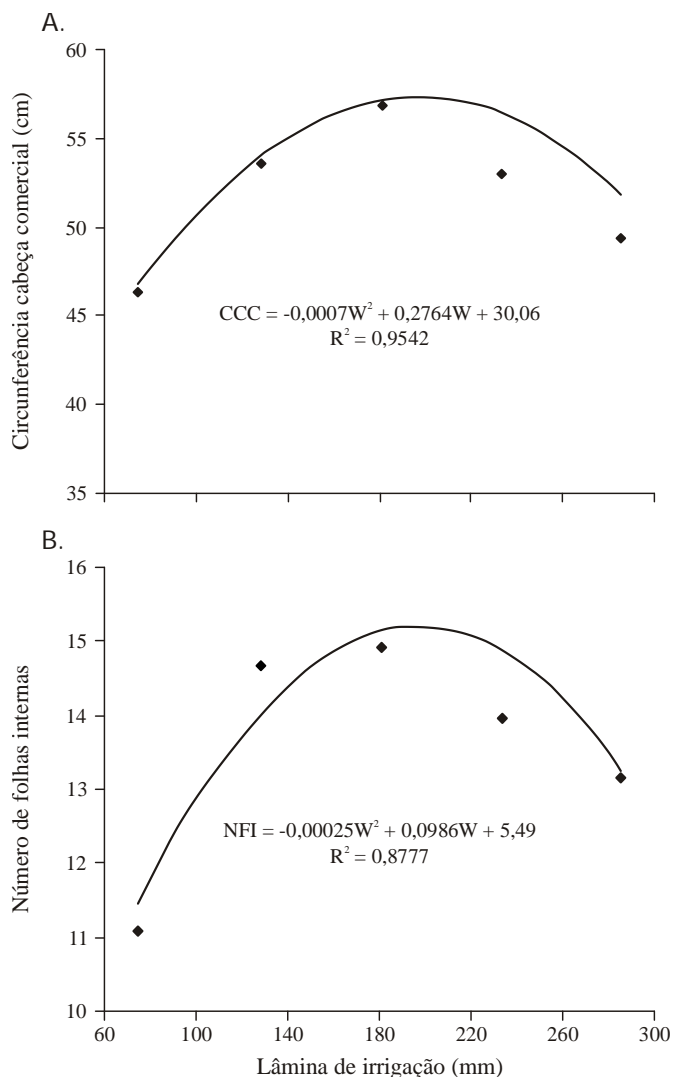 A.
60
55
50
45
40
35
Circunferência cabeça comercial (cm)
CCC = -0,0007W² + 0,2764W + 30,06
R² = 0,9542
B.
16
15
14
13
12
11
10
Número de folhas internas
NFI = -0,00025W² + 0,0986W + 5,49
R² = 0,8777
60 100 140 180 220 260 300
Lâmina de irrigação (mm)